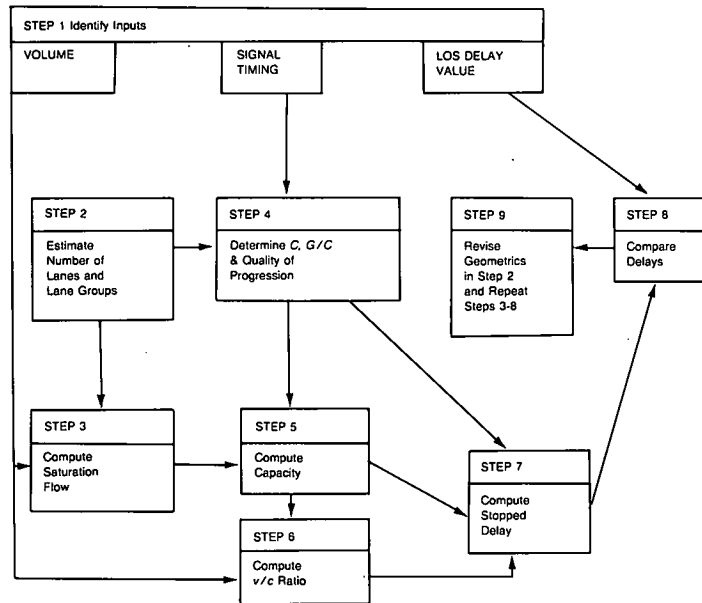 STEP 1 Identify Inputs
VOLUME
SIGNAL
TIMING
LOS DELAY
VALUE
STEP 2
Estimate
Number of
Lanes and
Lane Groups
STEP 4
Determine C, G/C
& Quality of
Progression
STEP 9
Revise
Geometrics
in Step 2
and Repeat
Steps 3-8
STEP 8
Compare
Delays
STEP 3
Compute
Saturation
Flow
STEP 5
Compute
Capacity
STEP 7
Compute
Stopped
Delay
STEP 6
Compute
v/c Ratio